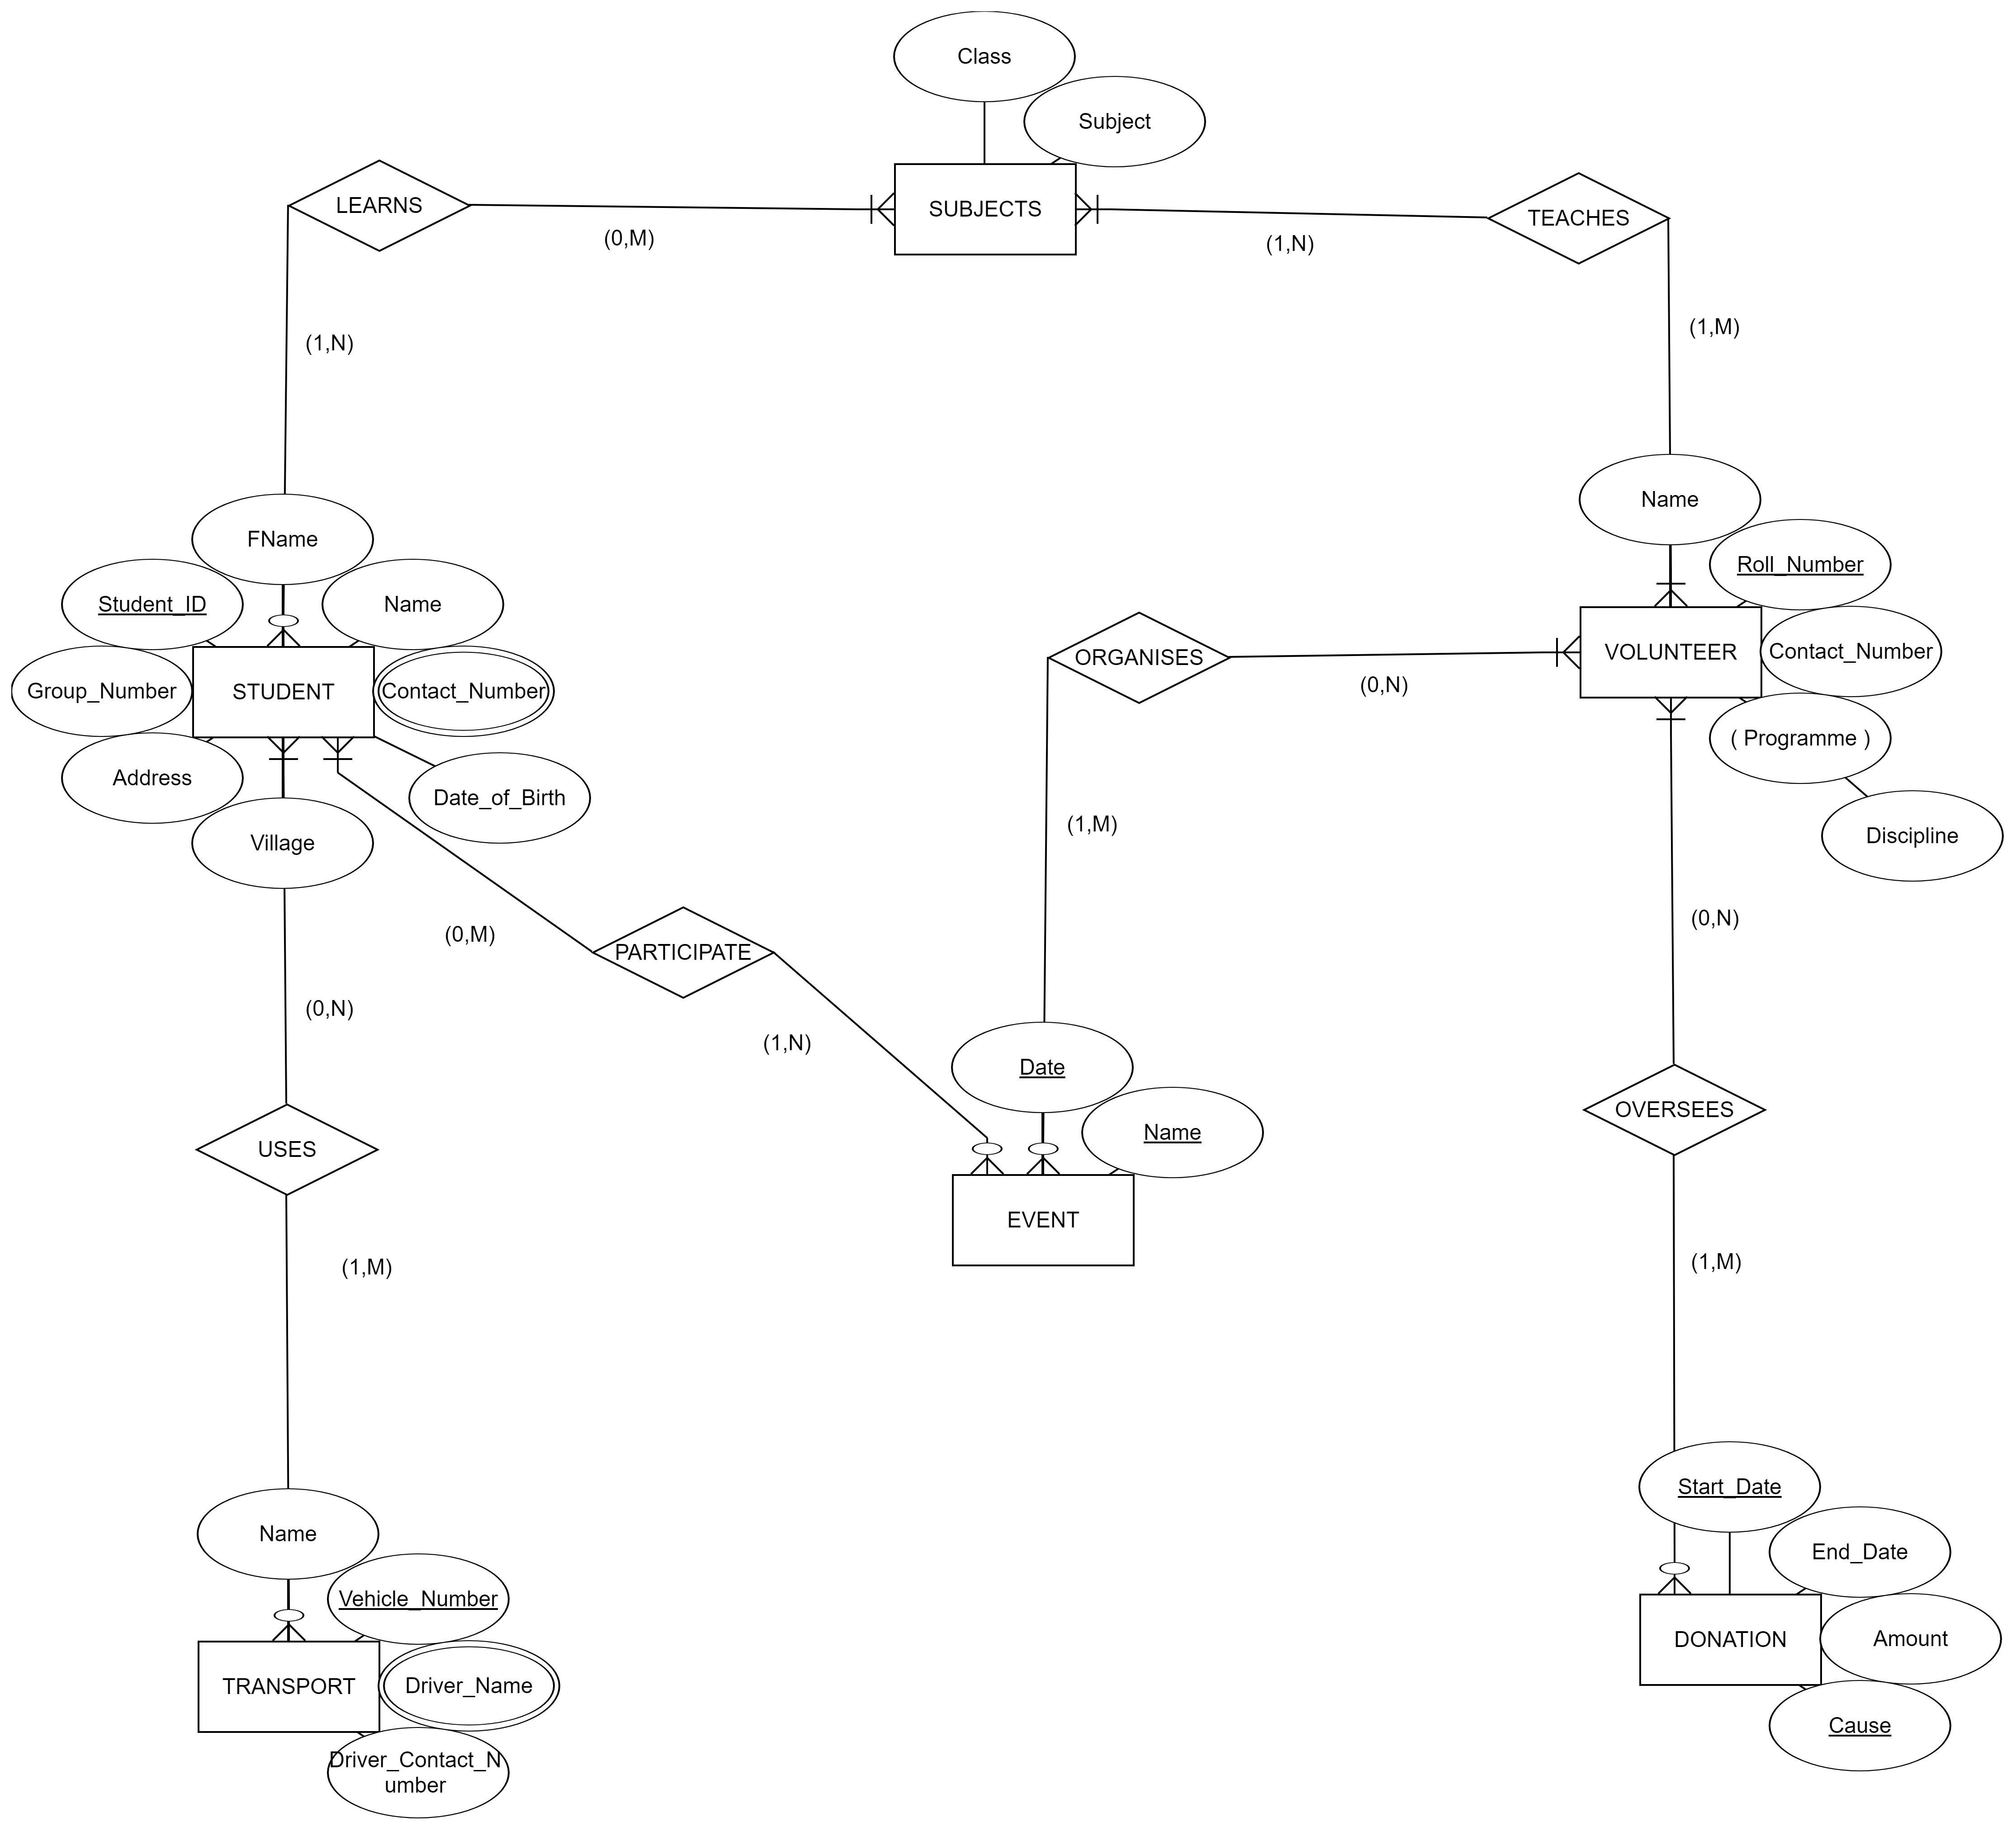 Class
Subject
LEARNS
SUBJECTS
TEACHES
(0,M)
(1,N)
(1,M)
(1,N)
Name
FName
Roll_Number
Student_ID
Name
VOLUNTEER
Contact_Number
ORGANISES
Group_Number
STUDENT
Contact_Number
(0,N)
( Programme )
Address
Date_of_Birth
(1,M)
Discipline
Village
(0,N)
(0,M)
PARTICIPATE
(0,N)
(1,N)
Date
OVERSEES
Name
USES
EVENT
(1,M)
(1,M)
Start_Date
Name
End_Date
Vehicle_Number
DONATION
Amount
TRANSPORT
Driver_Name
Cause
Driver_Contact_N
umber